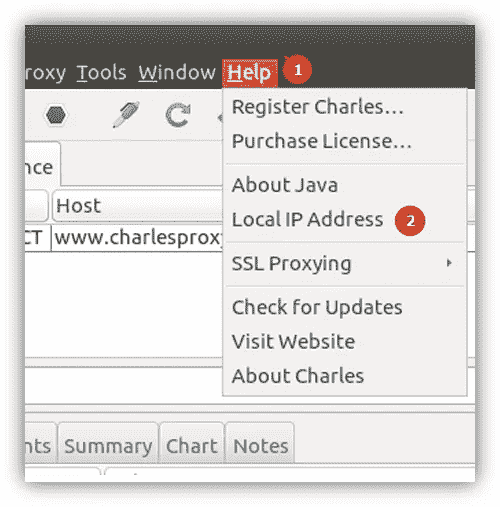 roxy Tools Window Help 1
Register Charles...
Purchase License...
nce
About Java
Host
Local IP Address 2
CT www.charlesproxy
SSL Proxying
Check for Updates
Visit Website
About Charles
nts Summary Chart Notes